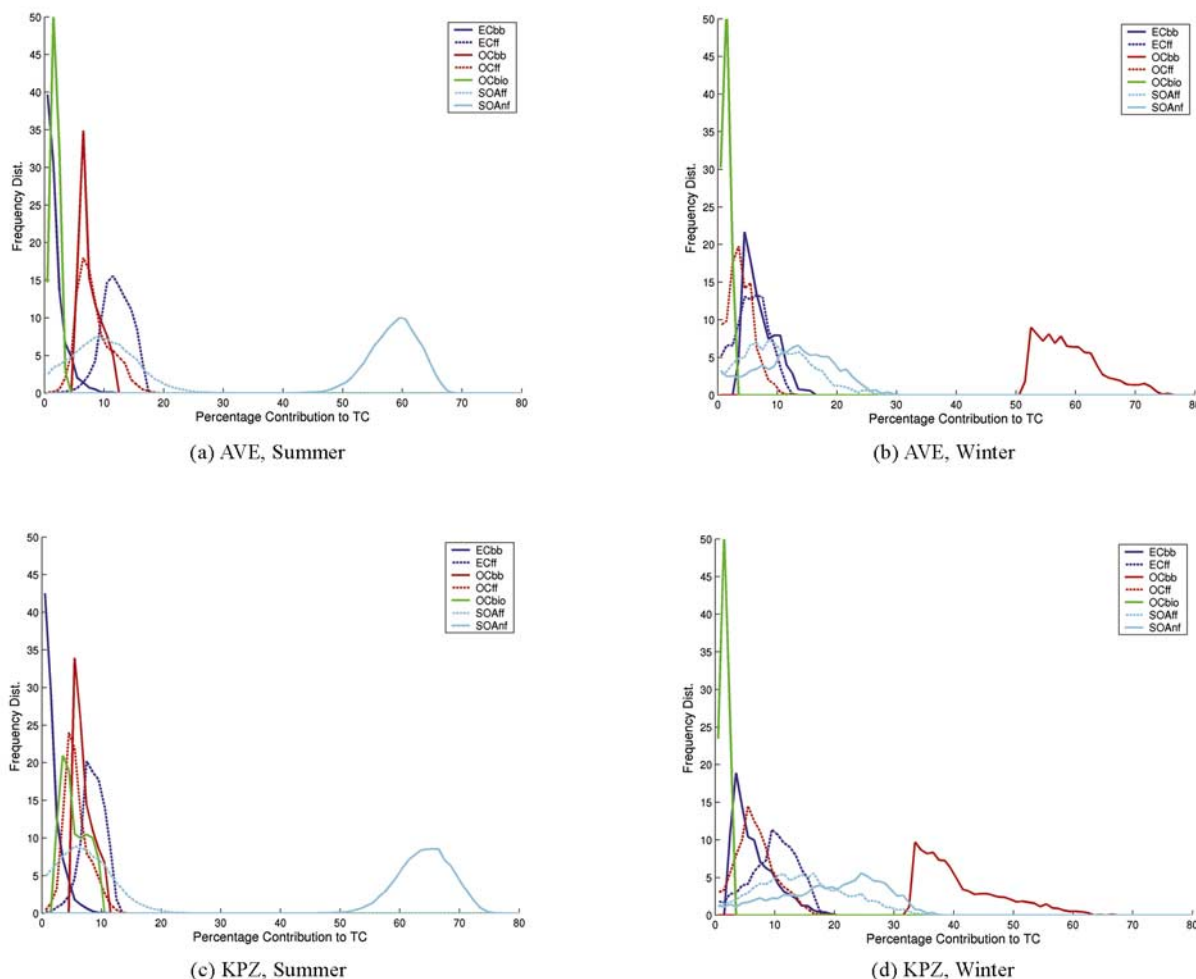 50
45
40
35
30
25
20
15
10
5
0
Frequency Dist.
ECbb
ECff
OCbb
OCff
OCbio
SOAff
SOAnf
0 10 20 30 40 50 60 70 80
Percentage Contribution to TC
(a) AVE, Summer
50
45
40
35
30
25
20
15
10
5
0
Frequency Dist.
ECbb
ECff
OCbb
OCff
OCbio
SOAff
SOAnf
0 10 20 30 40 50 60 70 80
Percentage Contribution to TC
(b) AVE, Winter
50
45
40
35
30
25
20
15
10
5
0
Frequency Dist.
ECbb
ECff
OCbb
OCff
OCbio
SOAff
SOAnf
0 10 20 30 40 50 60 70 80
Percentage Contribution to TC
(c) KPZ, Summer
50
45
40
35
30
25
20
15
10
5
0
Frequency Dist.
ECbb
ECff
OCbb
OCff
OCbio
SOAff
SOAnf
0 10 20 30 40 50 60 70 80
Percentage Contribution to TC
(d) KPZ, Winter